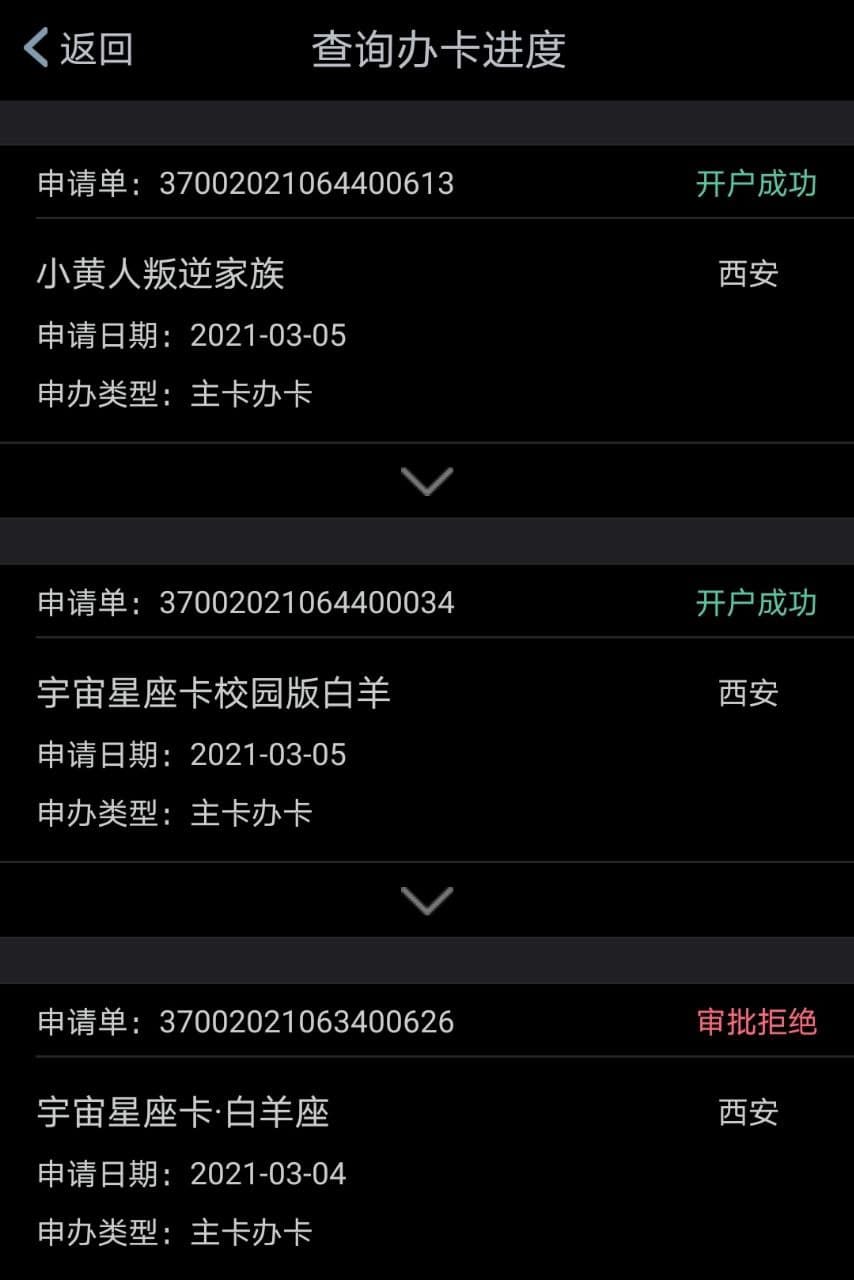 返回 查询办卡进度
申请单：37002021064400613 开户成功
小黄人叛逆家族 西安
申请日期：2021-03-05
申办类型：主卡办卡
申请单：37002021064400034 开户成功
宇宙星座卡校园版白羊 西安
申请日期：2021-03-05
申办类型：主卡办卡
申请单：37002021063400626 审批拒绝
宇宙星座卡·白羊座 西安
申请日期：2021-03-04
申办类型：主卡办卡